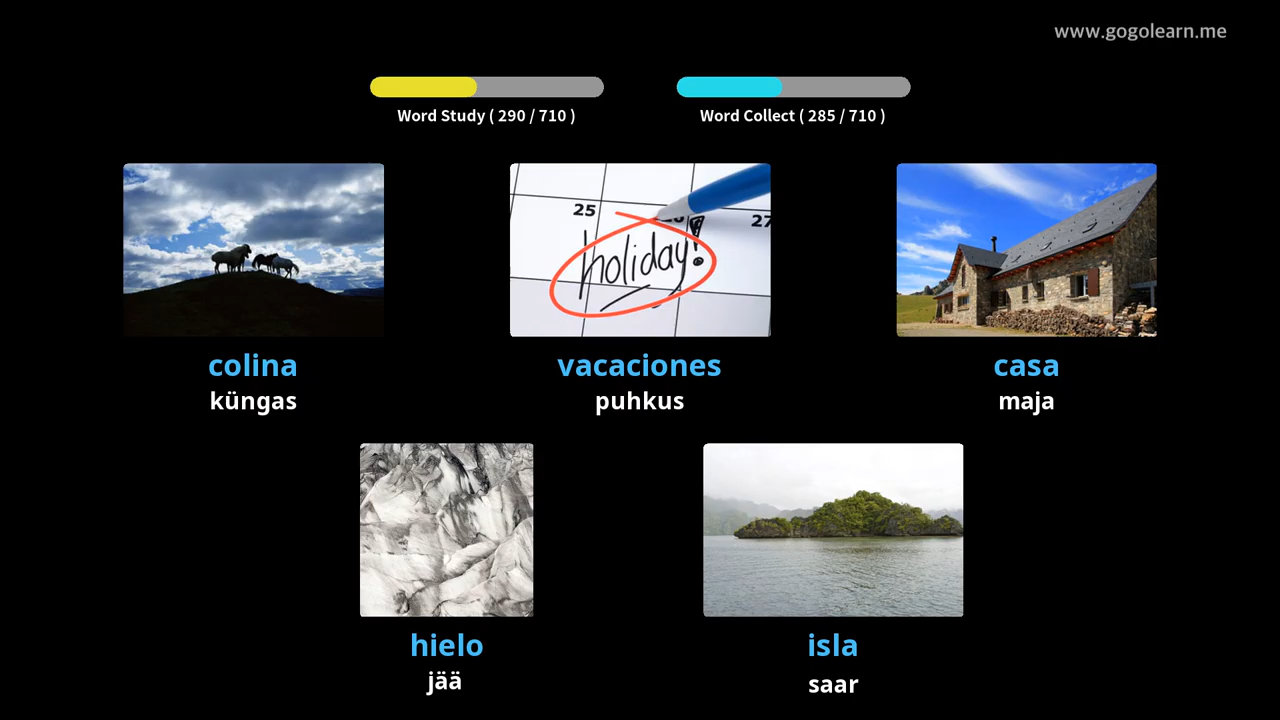 www.gogolearn.me
Word Study ( 290 / 710 )
Word Collect ( 285 / 710 )
25
27
holiday!
colina
küngas
vacaciones
puhkus
casa
maja
hielo
jää
isla
saar